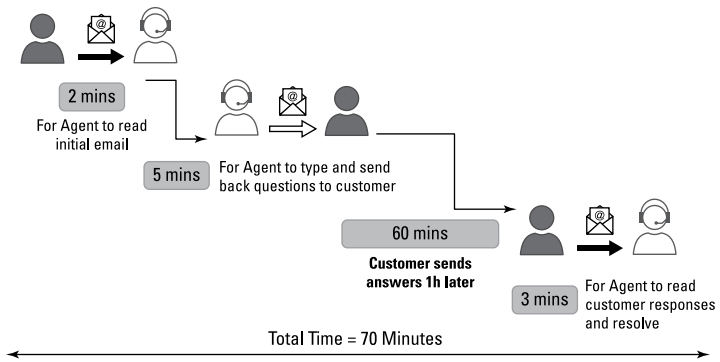 @
2 mins
For Agent to read
initial email
@
5 mins
For Agent to type and send
back questions to customer
60 mins
Customer sends
answers 1h later
@
3 mins
For Agent to read
customer responses
and resolve
Total Time = 70 Minutes